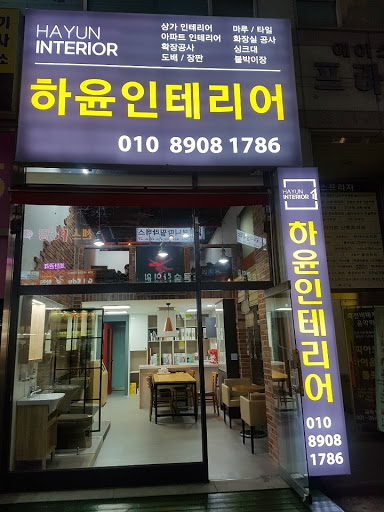 HAYUN
INTERIOR
상가 인테리어
아파트 인테리어
확장공사
도배 / 장판
마루 / 타일
화장실 공사
싱크대
붙박이장
하윤인테리어
010 8908 1786
HAYUN
INTERIOR
하윤인테리어
010
8908
1786